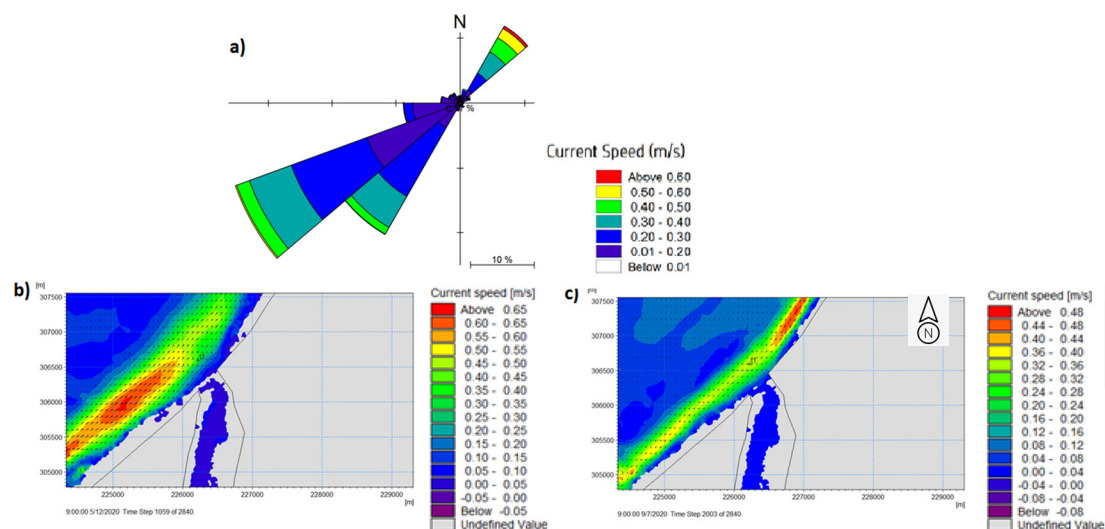 a)
N
%
10 %
Current Speed (m/s)
Above 0.60
0.50 - 0.60
0.40 - 0.50
0.30 - 0.40
0.20 - 0.30
0.01 - 0.20
Below 0.01
b)
[m]
307500
307000
306500
306000
305500
305000
225000 226000 227000 228000 229000
[m]
9:00:00 5/12/2020 Time Step 1059 of 2840.
Current speed [m/s]
Above 0.65
0.60 - 0.65
0.55 - 0.60
0.50 - 0.55
0.45 - 0.50
0.40 - 0.45
0.35 - 0.40
0.30 - 0.35
0.25 - 0.30
0.20 - 0.25
0.15 - 0.20
0.10 - 0.15
0.05 - 0.10
0.00 - 0.05
-0.05 - 0.00
Below -0.05
Undefined Value
c)
[m]
307500
307000
306500
306000
305500
305000
225000 226000 227000 228000 229000
[m]
9:00:00 9/7/2020 Time Step 2003 of 2840.
N
Current speed [m/s]
Above 0.48
0.44 - 0.48
0.40 - 0.44
0.36 - 0.40
0.32 - 0.36
0.28 - 0.32
0.24 - 0.28
0.20 - 0.24
0.16 - 0.20
0.12 - 0.16
0.08 - 0.12
0.04 - 0.08
0.00 - 0.04
-0.04 - 0.00
-0.08 - -0.04
Below -0.08
Undefined Value